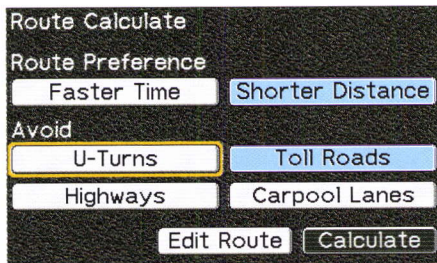 Route Calculate
Route Preference
Faster Time Shorter Distance
Avoid
U-Turns Toll Roads
Highways Carpool Lanes
Edit Route Calculate